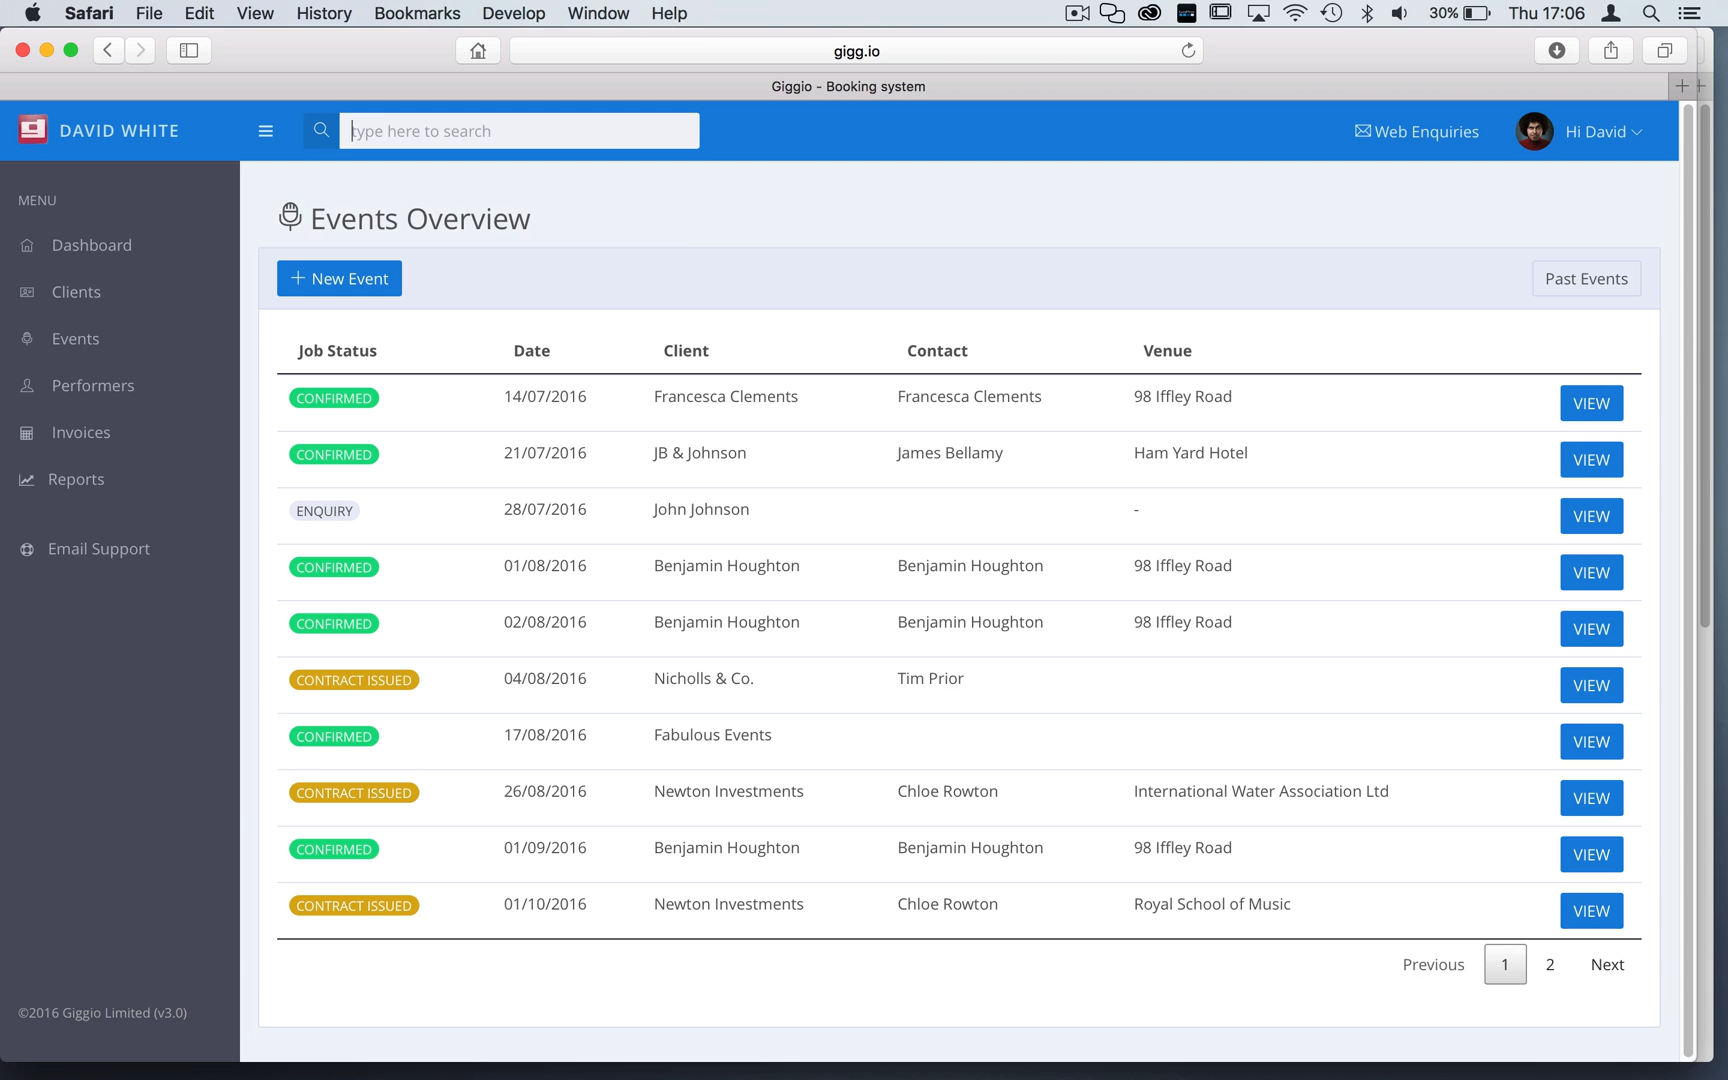 Safari File Edit View History Bookmarks Develop Window Help 30% Thu 17:06
gigg.io
Giggio - Booking system
DAVID WHITE type here to search Web Enquiries Hi David
MENU
Dashboard
Clients
Events
Performers
Invoices
Reports
Email Support
©2016 Giggio Limited (v3.0)
Events Overview
+ New Event Past Events
Job Status Date Client Contact Venue
CONFIRMED 14/07/2016 Francesca Clements Francesca Clements 98 Iffley Road VIEW
CONFIRMED 21/07/2016 JB & Johnson James Bellamy Ham Yard Hotel VIEW
ENQUIRY 28/07/2016 John Johnson - VIEW
CONFIRMED 01/08/2016 Benjamin Houghton Benjamin Houghton 98 Iffley Road VIEW
CONFIRMED 02/08/2016 Benjamin Houghton Benjamin Houghton 98 Iffley Road VIEW
CONTRACT ISSUED 04/08/2016 Nicholls & Co. Tim Prior VIEW
CONFIRMED 17/08/2016 Fabulous Events VIEW
CONTRACT ISSUED 26/08/2016 Newton Investments Chloe Rowton International Water Association Ltd VIEW
CONFIRMED 01/09/2016 Benjamin Houghton Benjamin Houghton 98 Iffley Road VIEW
CONTRACT ISSUED 01/10/2016 Newton Investments Chloe Rowton Royal School of Music VIEW
Previous 1 2 Next